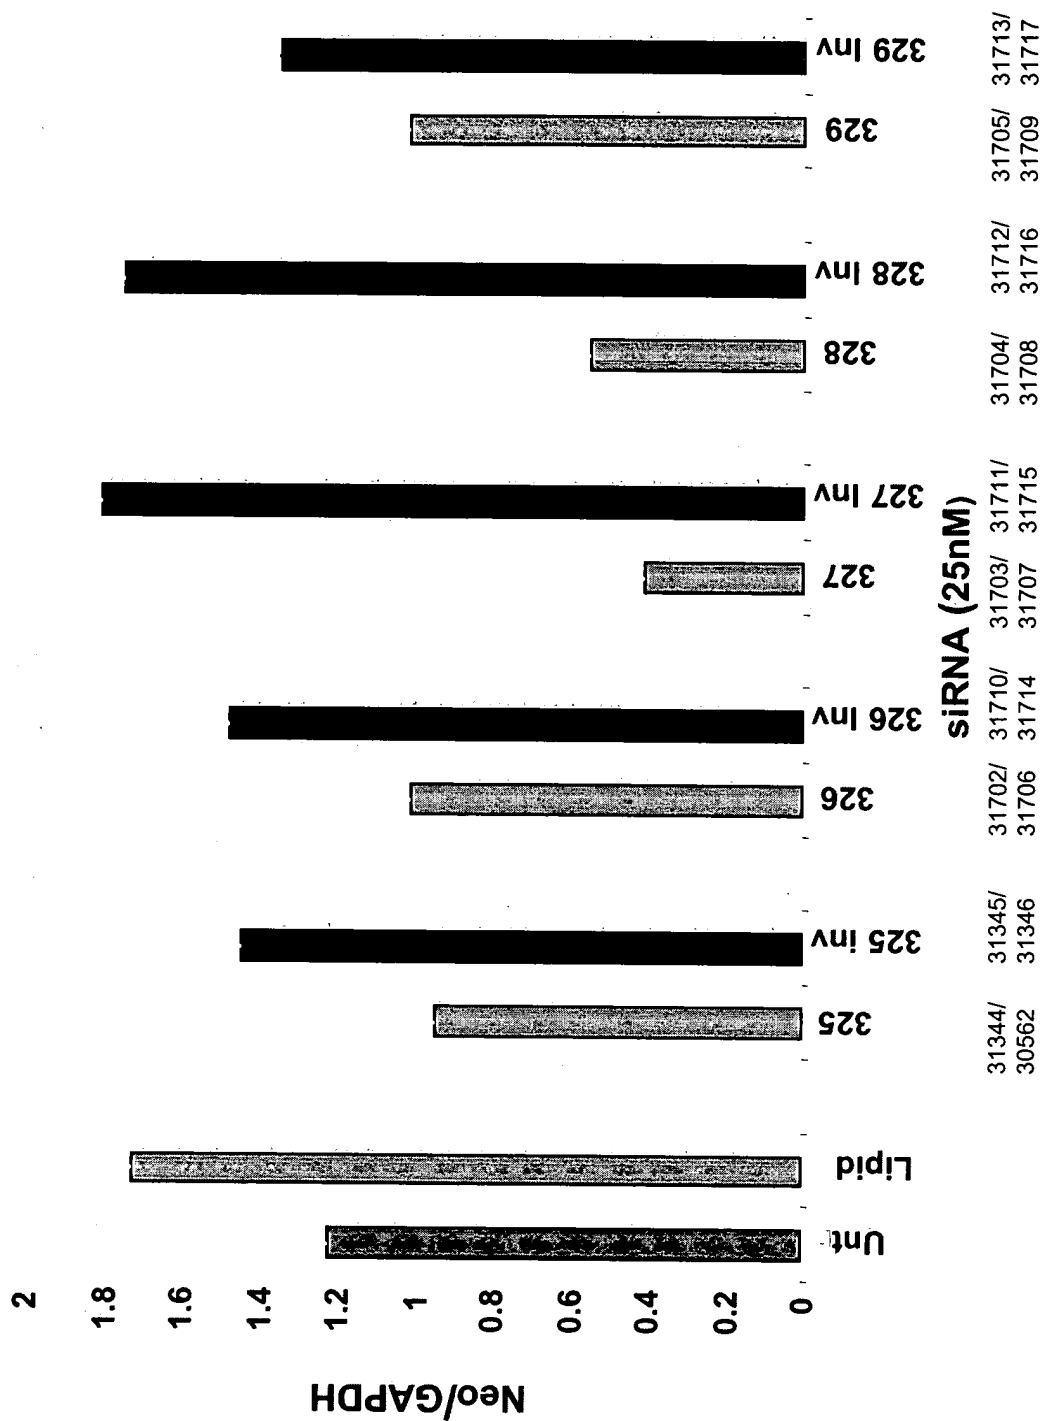 Neo/GAPDH
2
1.8
1.6
1.4
1.2
1
0.8
0.6
0.4
0.2
0
Unt
Lipid
325
325 inv
326
326 Inv
327
327 Inv
328
328 Inv
329
329 Inv
siRNA (25nM)
31344/ 31345/ 31702/ 31710/ 31703/ 31711/ 31704/ 31712/ 31705/ 31713/
30562 31346 31706 31714 31707 31715 31708 31716 31709 31717